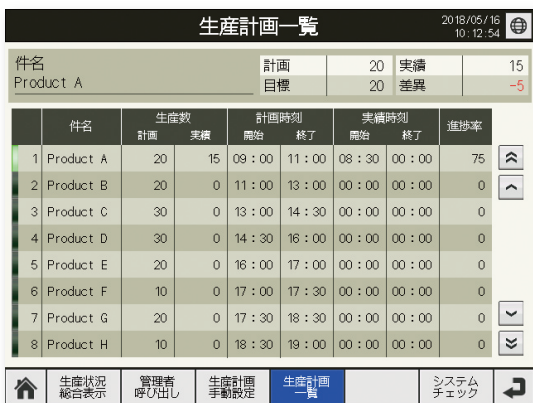 生産計画一覧
2018/05/16
10:12:54
件名
Product A
計画 20 実績 15
目標 20 差異 -5
件名 生産数 計画時刻 実績時刻 進捗率
計画 実績 開始 終了 開始 終了
1 Product A 20 15 09:00 11:00 08:30 00:00 75
2 Product B 20 0 11:00 13:00 00:00 00:00 0
3 Product C 30 0 13:00 14:30 00:00 00:00 0
4 Product D 30 0 14:30 16:00 00:00 00:00 0
5 Product E 20 0 16:00 17:00 00:00 00:00 0
6 Product F 10 0 17:00 17:30 00:00 00:00 0
7 Product G 20 0 17:30 18:30 00:00 00:00 0
8 Product H 10 0 18:30 19:00 00:00 00:00 0
生産状況 管理者 生産計画 生産計画 システム
総合表示 呼び出し 手動設定 一覧 チェック